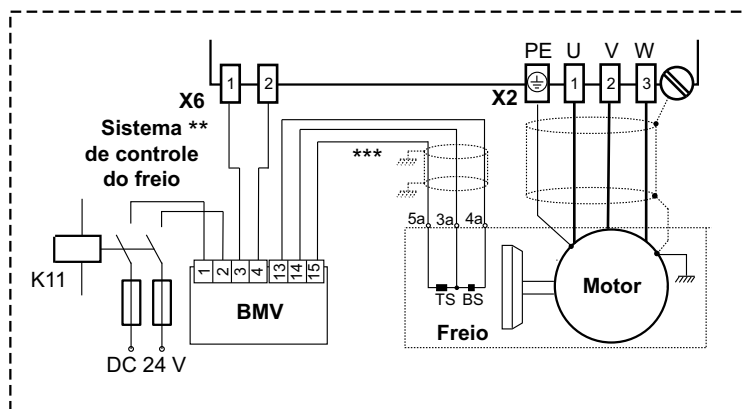 PE U V W
1 2
X6
X2
1 2 3
Sistema **
de controle
do freio
***
5a 3a 4a
K11
1 2 3 4 13 14 15
BMV
TS BS
Motor
Freio
DC 24 V